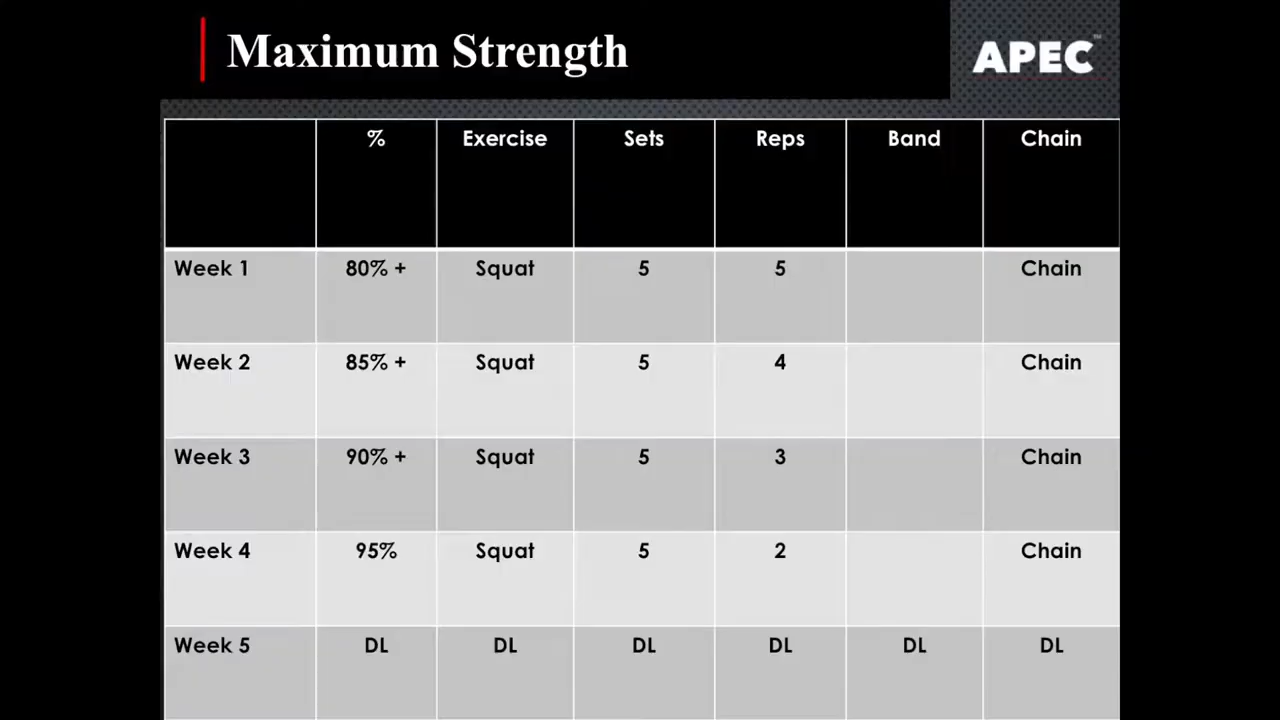 Maximum Strength
APEC™
% Exercise Sets Reps Band Chain
Week 1 80% + Squat 5 5 Chain
Week 2 85% + Squat 5 4 Chain
Week 3 90% + Squat 5 3 Chain
Week 4 95% Squat 5 2 Chain
Week 5 DL DL DL DL DL DL